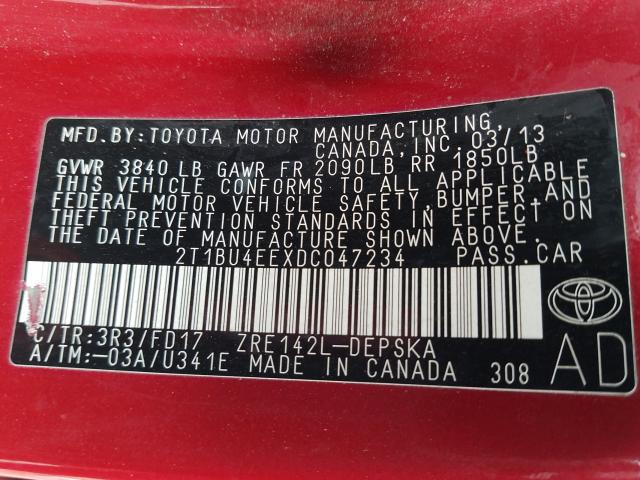 MFD.BY:TOYOTA MOTOR MANUFACTURING,
CANADA,INC.03/13
GVWR 3840 LB GAWR FR 2090LB RR 1850LB
THIS VEHICLE CONFORMS TO ALL APPLICABLE
FEDERAL MOTOR VEHICLE SAFETY,BUMPER,AND
THEFT PREVENTION STANDARDS IN EFFECT ON
THE DATE OF MANUFACTURE SHOWN ABOVE.
2T1BU4EEXDC047234 PASS.CAR
C/TR:3R3/FD17 ZRE142L-DEPSKA
A/TM:-03A/U341E MADE IN CANADA 308
AD